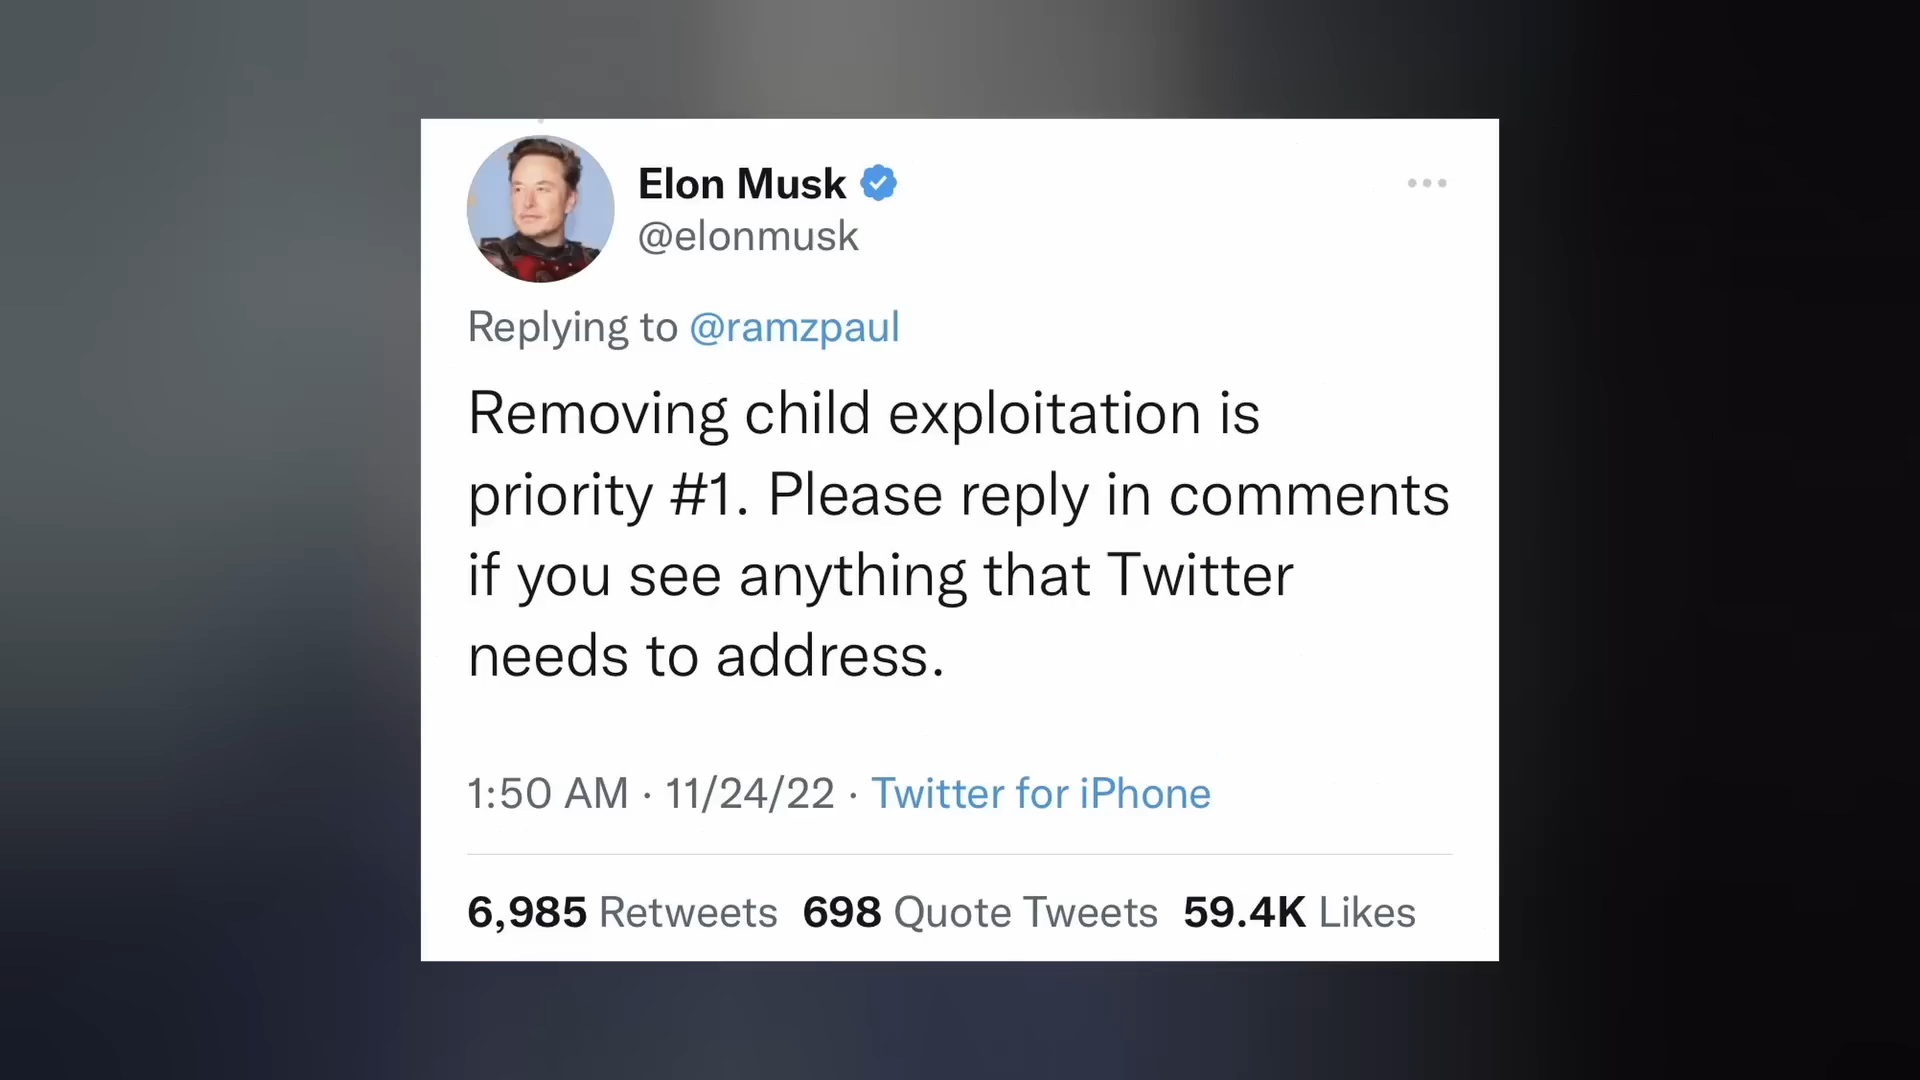 Elon Musk
@elonmusk
Replying to @ramzpaul
Removing child exploitation is
priority #1. Please reply in comments
if you see anything that Twitter
needs to address.
1:50 AM · 11/24/22 · Twitter for iPhone
6,985 Retweets 698 Quote Tweets 59.4K Likes